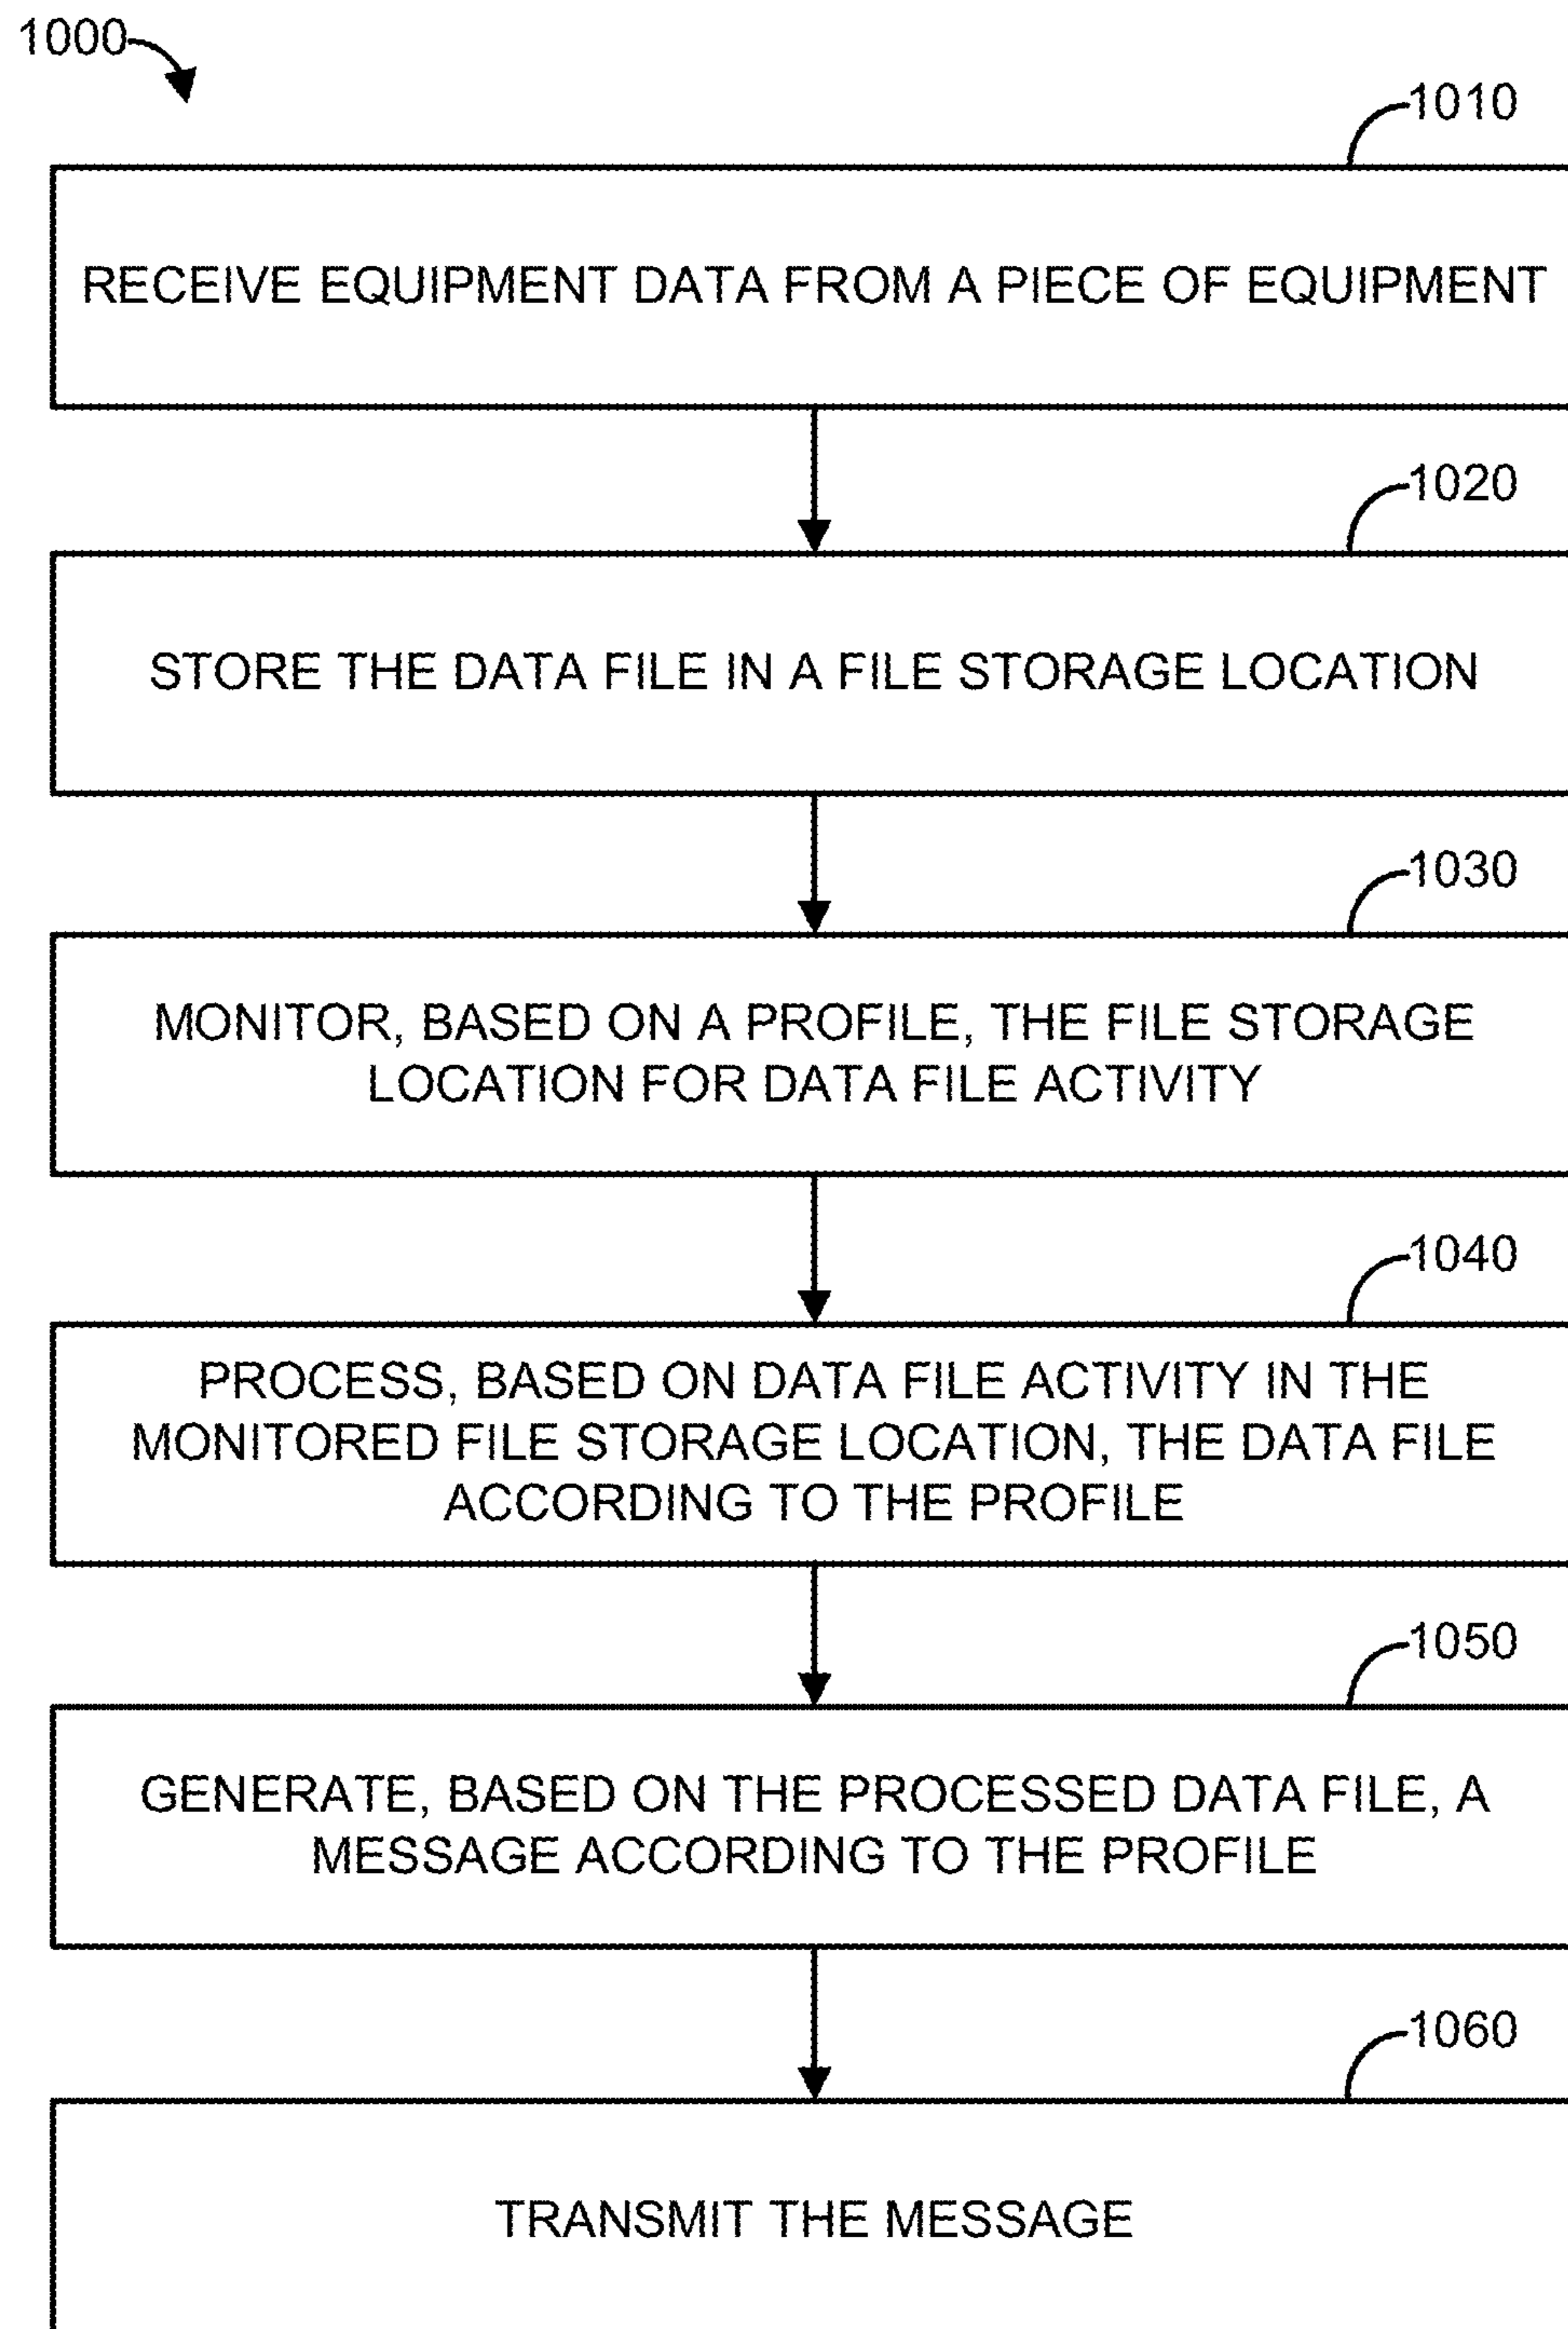 1000
1010
RECEIVE EQUIPMENT DATA FROM A PIECE OF EQUIPMENT
1020
STORE THE DATA FILE IN A FILE STORAGE LOCATION
1030
MONITOR, BASED ON A PROFILE, THE FILE STORAGE
LOCATION FOR DATA FILE ACTIVITY
1040
PROCESS, BASED ON DATA FILE ACTIVITY IN THE
MONITORED FILE STORAGE LOCATION, THE DATA FILE
ACCORDING TO THE PROFILE
1050
GENERATE, BASED ON THE PROCESSED DATA FILE, A
MESSAGE ACCORDING TO THE PROFILE
1060
TRANSMIT THE MESSAGE